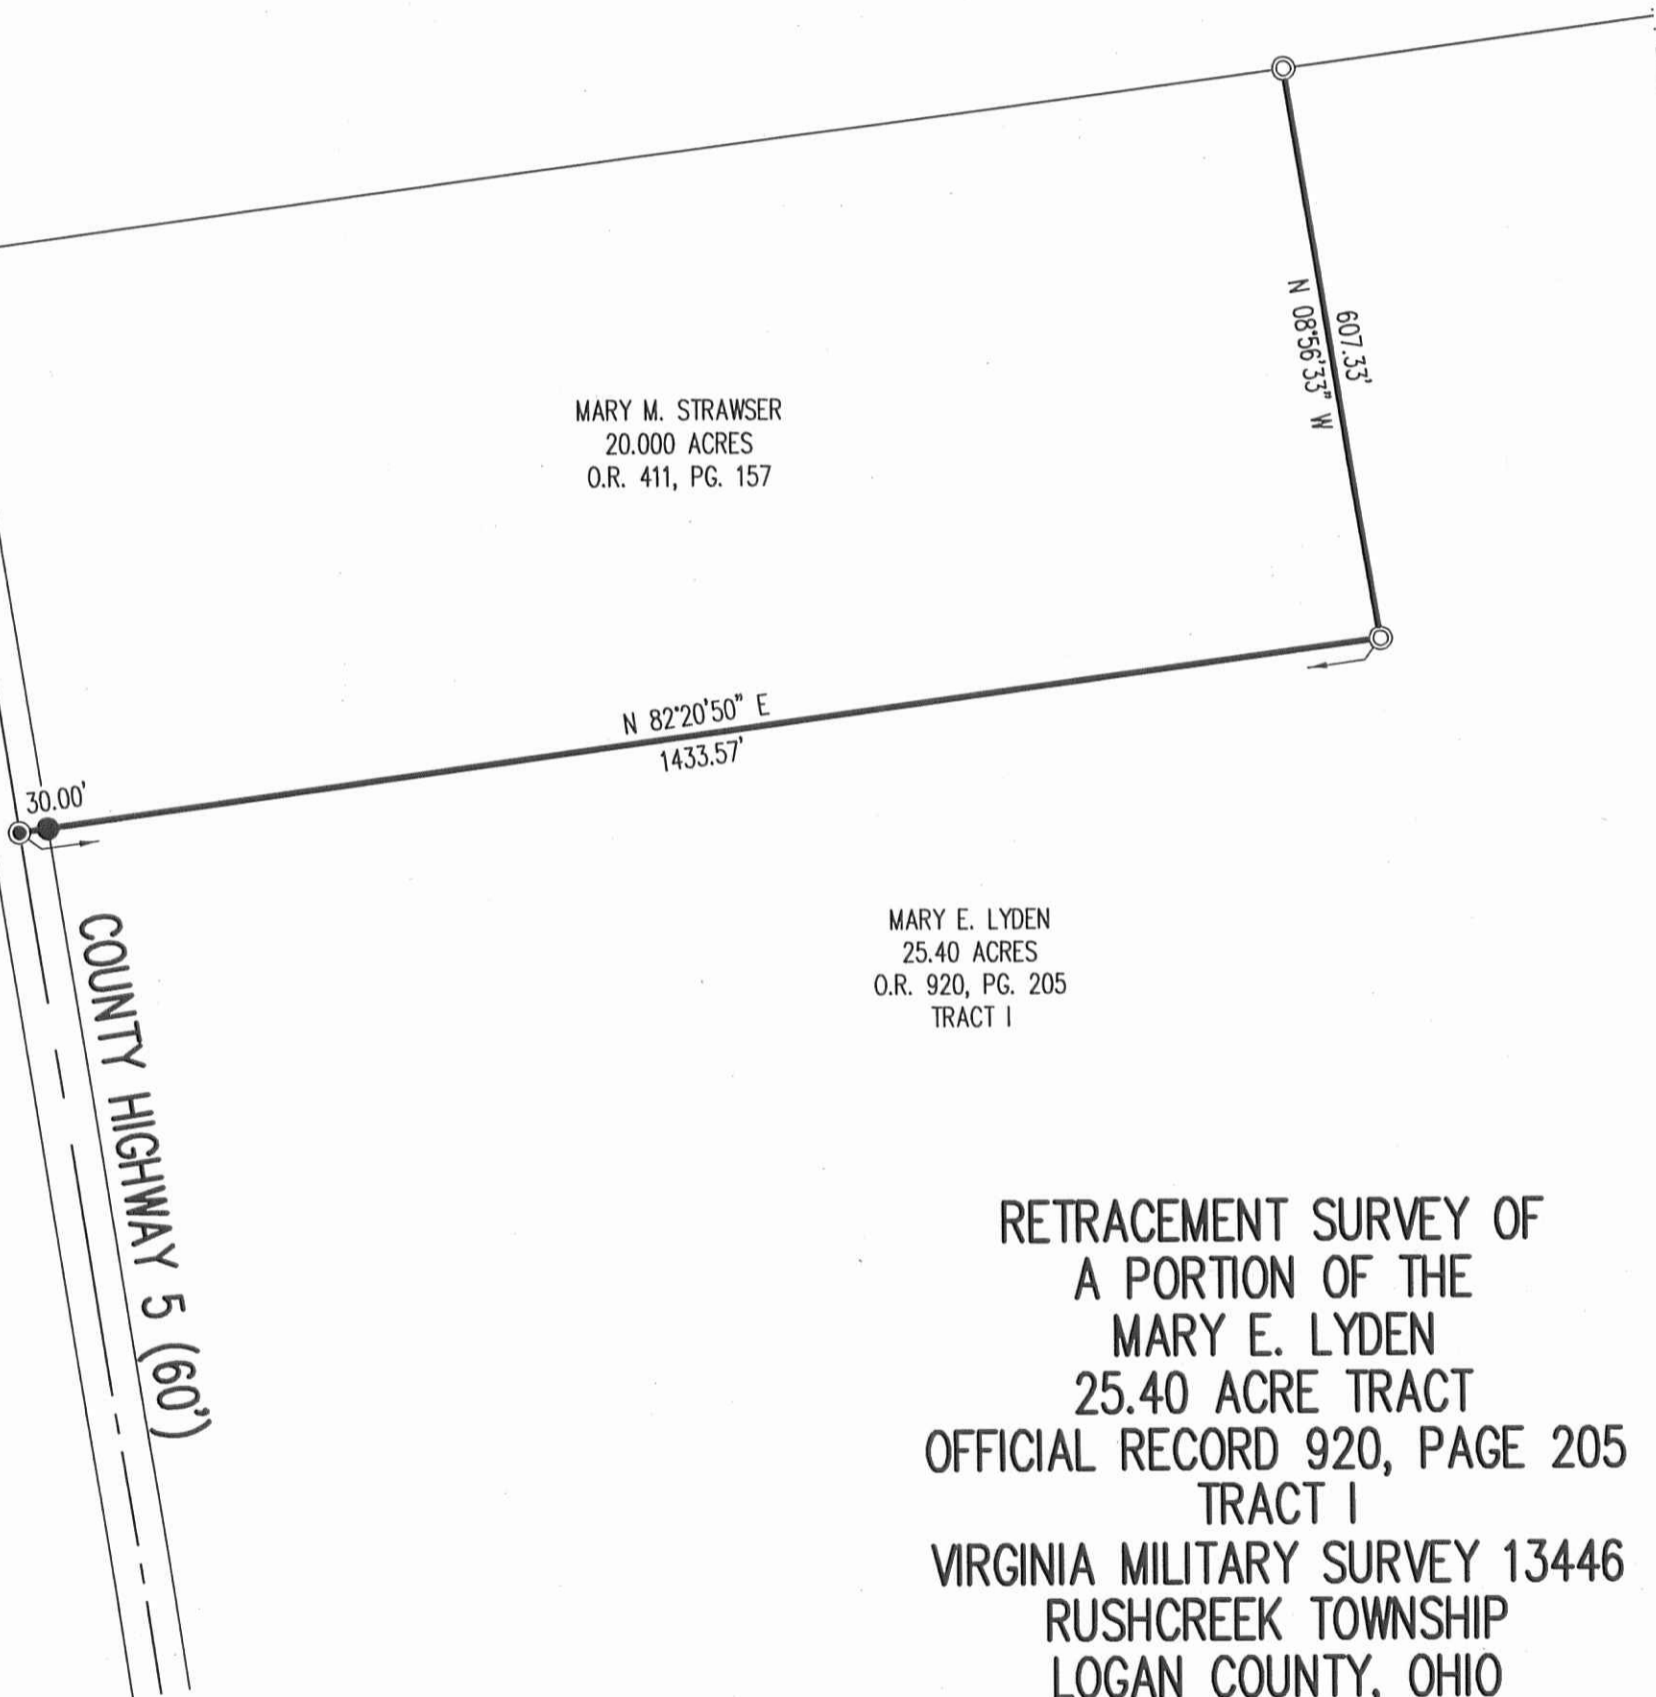 607.33'
N 08°56'33" W
MARY M. STRAWSER
20.000 ACRES
O.R. 411, PG. 157
N 82°20'50" E
1433.57'
30.00'
COUNTY HIGHWAY 5 (60')
MARY E. LYDEN
25.40 ACRES
O.R. 920, PG. 205
TRACT I
RETRACEMENT SURVEY OF
A PORTION OF THE
MARY E. LYDEN
25.40 ACRE TRACT
OFFICIAL RECORD 920, PAGE 205
TRACT I
VIRGINIA MILITARY SURVEY 13446
RUSHCREEK TOWNSHIP
LOGAN COUNTY, OHIO